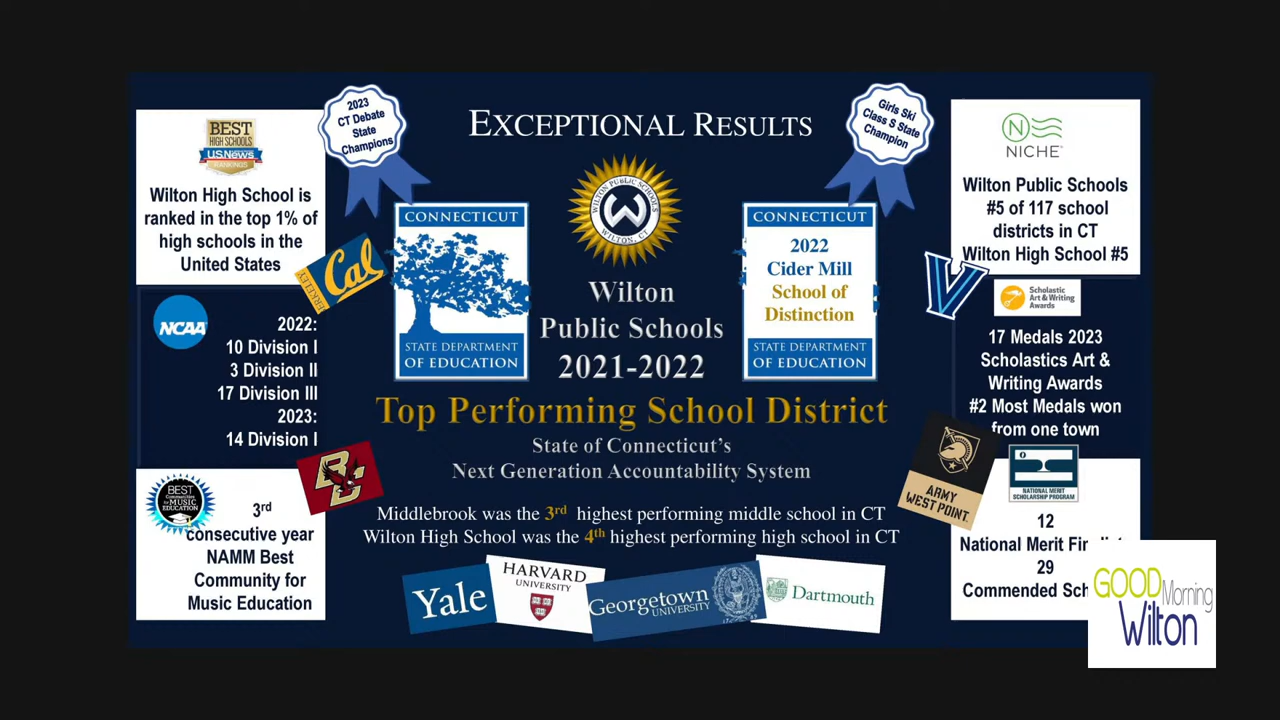 EXCEPTIONAL RESULTS
BEST
HIGH SCHOOLS
U.S.News
RANKINGS
Wilton High School is
ranked in the top 1% of
high schools in the
United States
2023
CT Debate
State
Champions
Girls Ski
Class S State
Champion
NICHE
Wilton Public Schools
#5 of 117 school
districts in CT
Wilton High School #5
WILTON PUBLIC SCHOOLS
W
WILTON, CT
CONNECTICUT
STATE DEPARTMENT
OF EDUCATION
CONNECTICUT
2022
Cider Mill
School of
Distinction
STATE DEPARTMENT
OF EDUCATION
Wilton
Public Schools
2021-2022
Top Performing School District
State of Connecticut's
Next Generation Accountability System
Middlebrook was the 3rd highest performing middle school in CT
Wilton High School was the 4th highest performing high school in CT
Cal
BERKELEY
NCAA
2022:
10 Division I
3 Division II
17 Division III
2023:
14 Division I
BC
BEST
Communities
for MUSIC
EDUCATION
3rd
consecutive year
NAMM Best
Community for
Music Education
V
Scholastic
Art & Writing
Awards
17 Medals 2023
Scholastics Art &
Writing Awards
#2 Most Medals won
from one town
ARMY
WEST POINT
NATIONAL MERIT
SCHOLARSHIP PROGRAM
12
National Merit
29
Commended
Yale
HARVARD
UNIVERSITY
Georgetown
UNIVERSITY
Dartmouth
GOOD Morning
Wilton